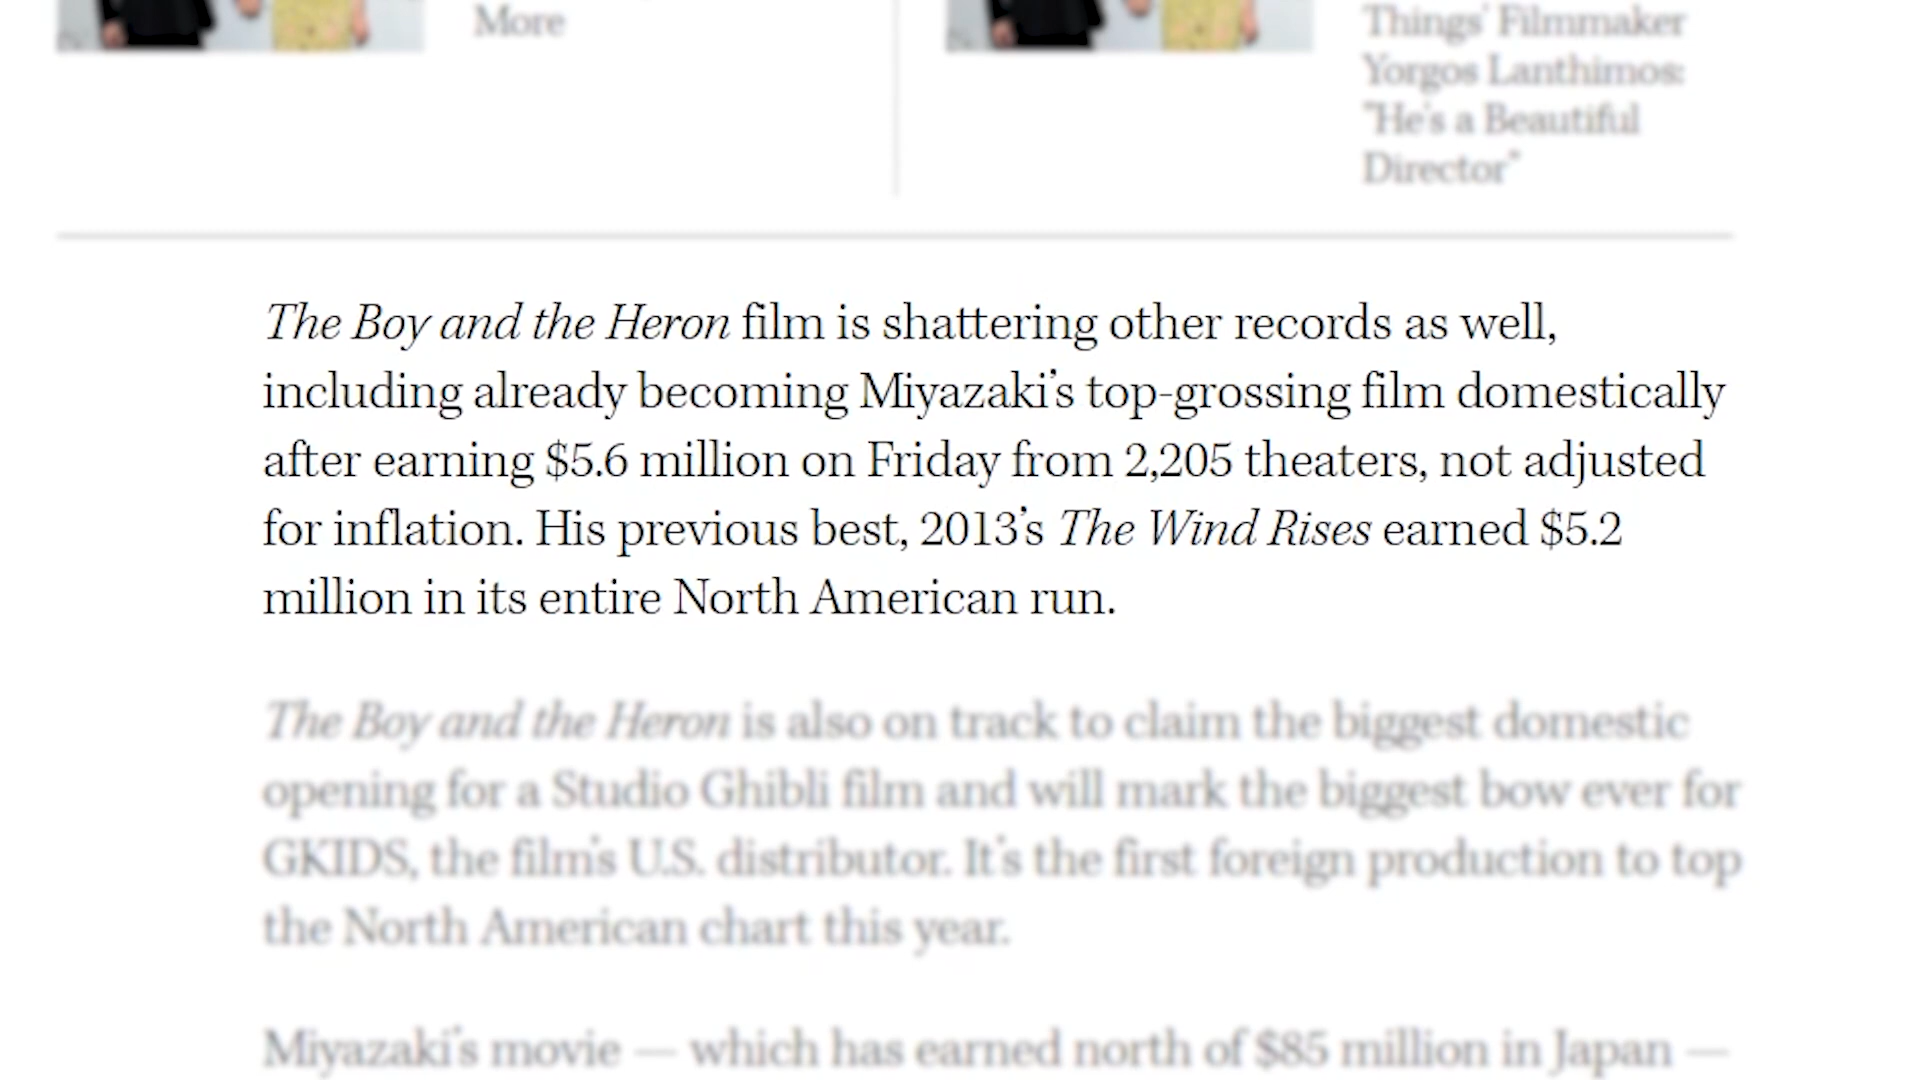 More
Things' Filmmaker
Yorgos Lanthimos:
"He's a Beautiful
Director"
The Boy and the Heron film is shattering other records as well,
including already becoming Miyazaki’s top-grossing film domestically
after earning $5.6 million on Friday from 2,205 theaters, not adjusted
for inflation. His previous best, 2013’s The Wind Rises earned $5.2
million in its entire North American run.
The Boy and the Heron is also on track to claim the biggest domestic
opening for a Studio Ghibli film and will mark the biggest bow ever for
GKIDS, the film’s U.S. distributor. It’s the first foreign production to top
the North American chart this year.
Miyazaki’s movie — which has earned north of $85 million in Japan —